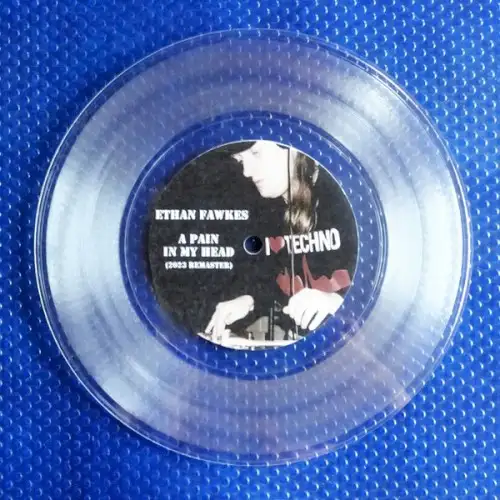 ETHAN FAWKES
A PAIN
IN MY HEAD
(2023 REMASTER)
I❤TECHNO